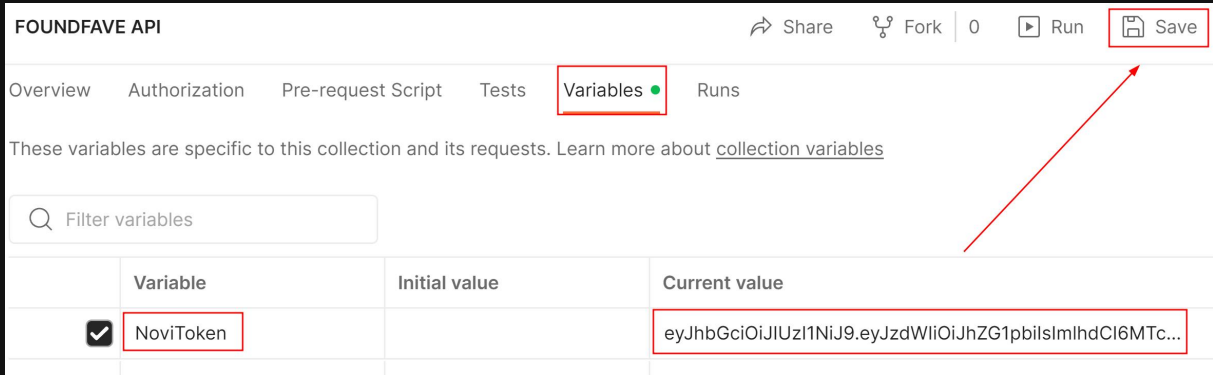 FOUNDFAVE API Share Fork 0 Run Save
Overview Authorization Pre-request Script Tests Variables Runs
These variables are specific to this collection and its requests. Learn more about collection variables
Filter variables
Variable Initial value Current value
NoviToken eyJhbGciOiJIUzI1NiJ9.eyJzdWIiOiJhZG1pbiIsImlhdCI6MTc...